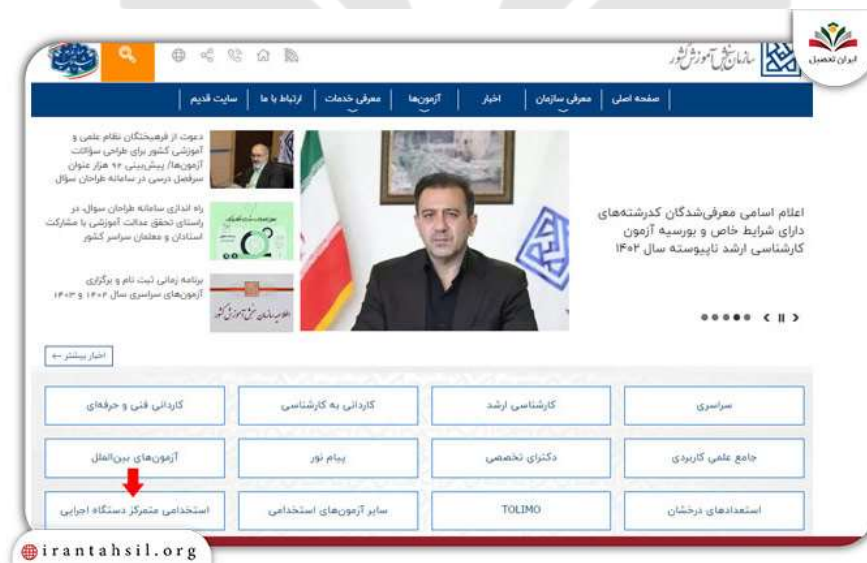 ایران تحصیل
سازمان سنجش آموزش کشور
صفحه اصلی
معرفی سازمان
اخبار
آزمون‌ها
معرفی خدمات
ارتباط با ما
سایت قدیم
اعلام اسامی معرفی‌شدگان کدرشته‌های
دارای شرایط خاص و بورسیه آزمون
کارشناسی ارشد ناپیوسته سال ۱۴۰۲
دعوت از فرهیختگان نظام علمی و
آموزشی کشور برای طراحی سؤالات
آزمون‌ها/ پیش‌بینی ۹۲ هزار عنوان
سرفصل درسی در سامانه طراحان سؤال
راه اندازی سامانه طراحان سوال، در
راستای تحقق عدالت آموزشی با مشارکت
استادان و معلمان سراسر کشور
برنامه زمانی ثبت نام و برگزاری
آزمون‌های سراسری سال ۱۴۰۲ و ۱۴۰۳
اطلاعیه سازمان سنجش آموزش کشور
اخبار بیشتر ←
سراسری
کارشناسی ارشد
کاردانی به کارشناسی
کاردانی فنی و حرفه‌ای
جامع علمی کاربردی
دکترای تخصصی
پیام نور
آزمون‌های بین‌الملل
استعدادهای درخشان
TOLIMO
سایر آزمون‌های استخدامی
استخدامی متمرکز دستگاه اجرایی
irantahsil.org